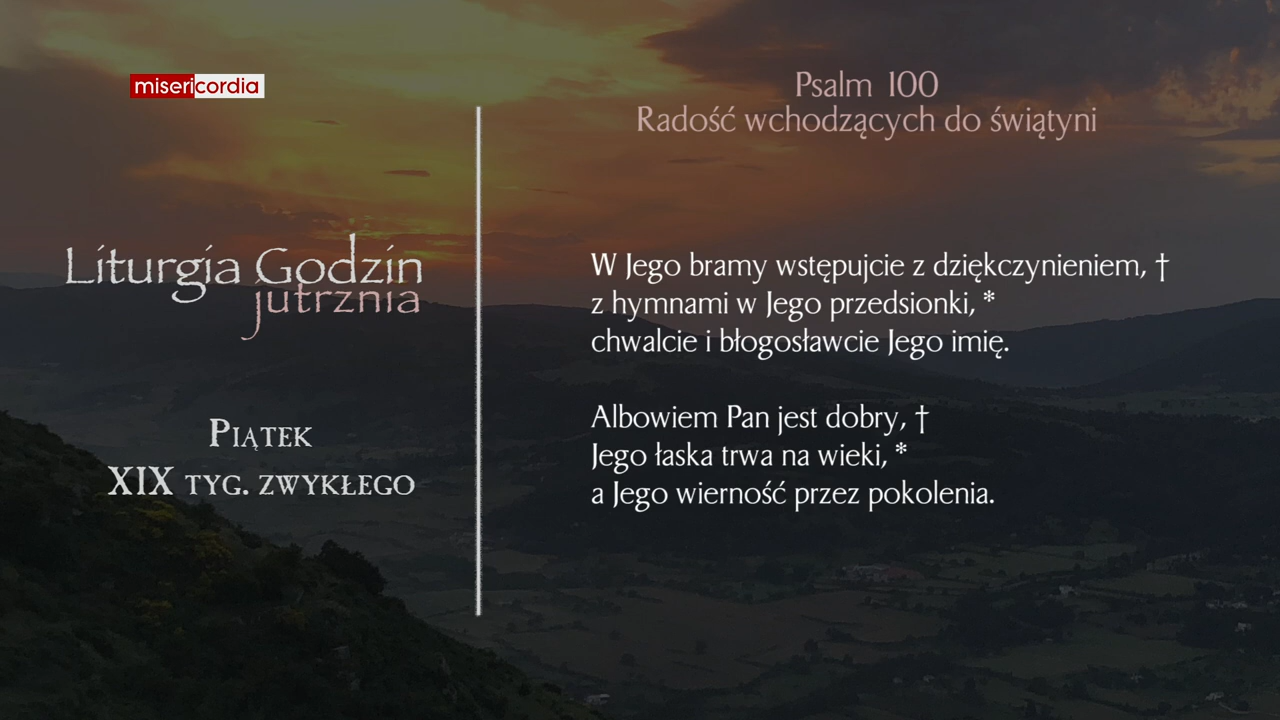 misericordia
Liturgia Godzin
jutrznia
Piątek
XIX tyg. zwykłego
Psalm 100
Radość wchodzących do świątyni
W Jego bramy wstępujcie z dziękczynieniem, †
z hymnami w Jego przedsionki, *
chwalcie i błogosławcie Jego imię.
Albowiem Pan jest dobry, †
Jego łaska trwa na wieki, *
a Jego wierność przez pokolenia.